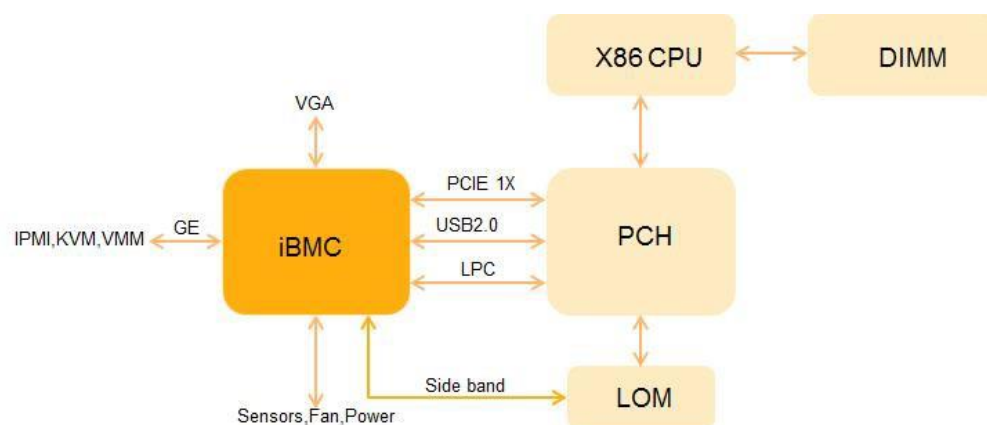 X86 CPU
DIMM
VGA
PCIE 1X
GE
USB2.0
IPMI,KVM,VMM
iBMC
PCH
LPC
Side band
LOM
Sensors,Fan,Power